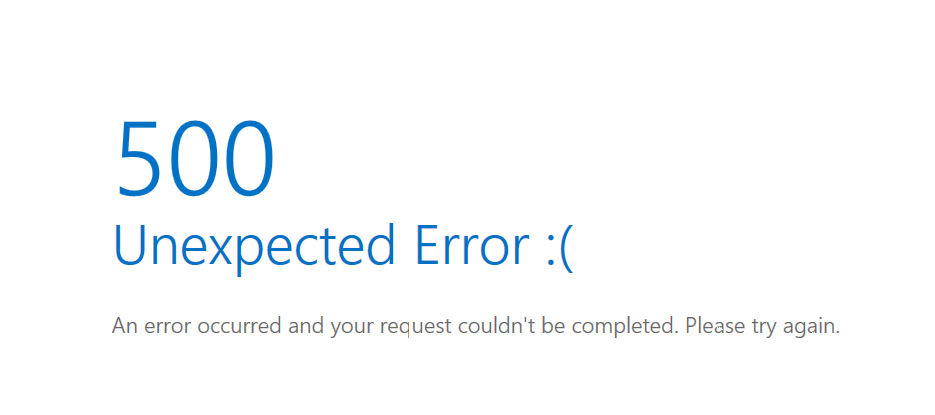 500
Unexpected Error :(
An error occurred and your request couldn't be completed. Please try again.